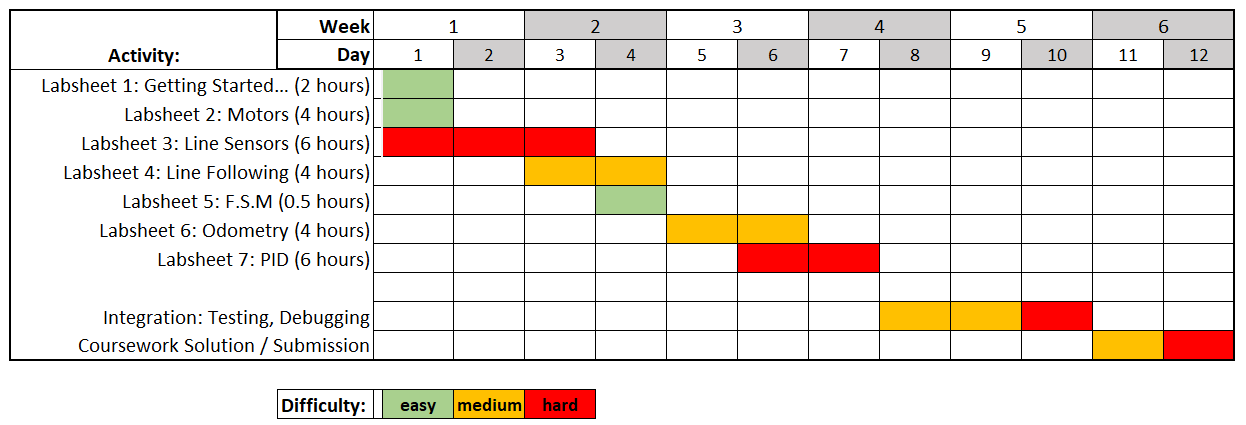 Week 1 2 3 4 5 6
Activity: Day 1 2 3 4 5 6 7 8 9 10 11 12
Labsheet 1: Getting Started... (2 hours)
Labsheet 2: Motors (4 hours)
Labsheet 3: Line Sensors (6 hours)
Labsheet 4: Line Following (4 hours)
Labsheet 5: F.S.M (0.5 hours)
Labsheet 6: Odometry (4 hours)
Labsheet 7: PID (6 hours)
Integration: Testing, Debugging
Coursework Solution / Submission
Difficulty: easy medium hard